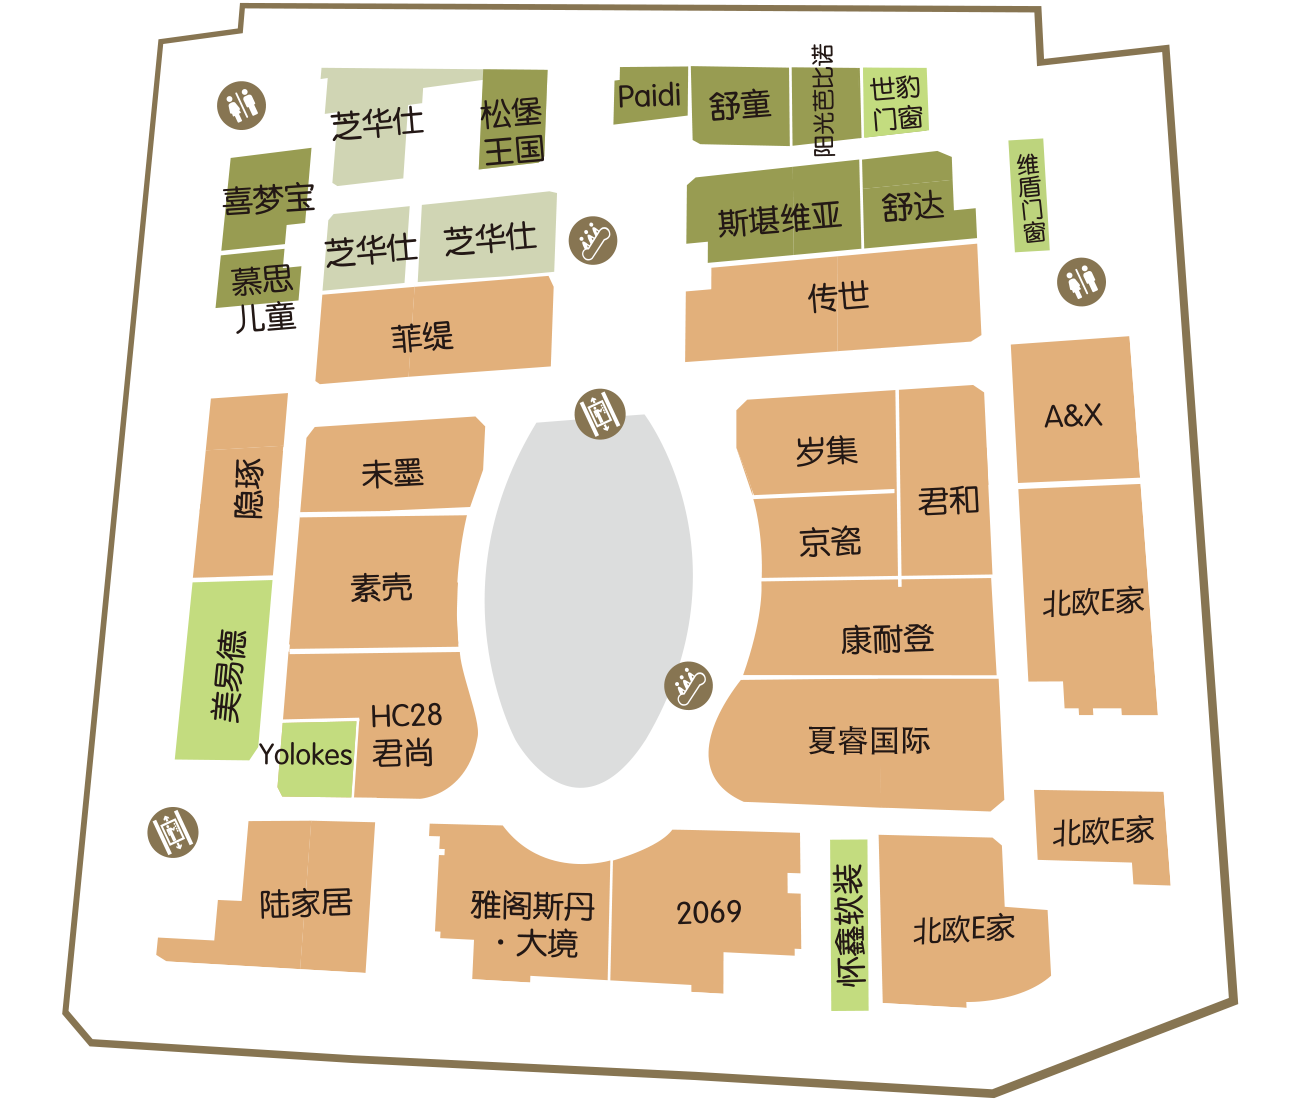 芝华仕
松堡
王国
Paidi
舒童
阳光芭比诺
世豹
门窗
喜梦宝
芝华仕
芝华仕
斯堪维亚
舒达
维盾门窗
慕思
儿童
菲缇
传世
隐琢
未墨
岁集
君和
A&X
京瓷
素壳
北欧E家
康耐登
美易德
HC28
君尚
Yolokes
夏睿国际
北欧E家
陆家居
雅阁斯丹
·大境
2069
怀鑫软装
北欧E家